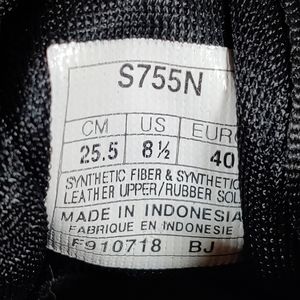 S755N
CM US EURO
25.5 8½ 40
SYNTHETIC FIBER & SYNTHETIC
LEATHER UPPER/RUBBER SOLE
MADE IN INDONESIA
FABRIQUE EN INDONESIE
F910718 BJ